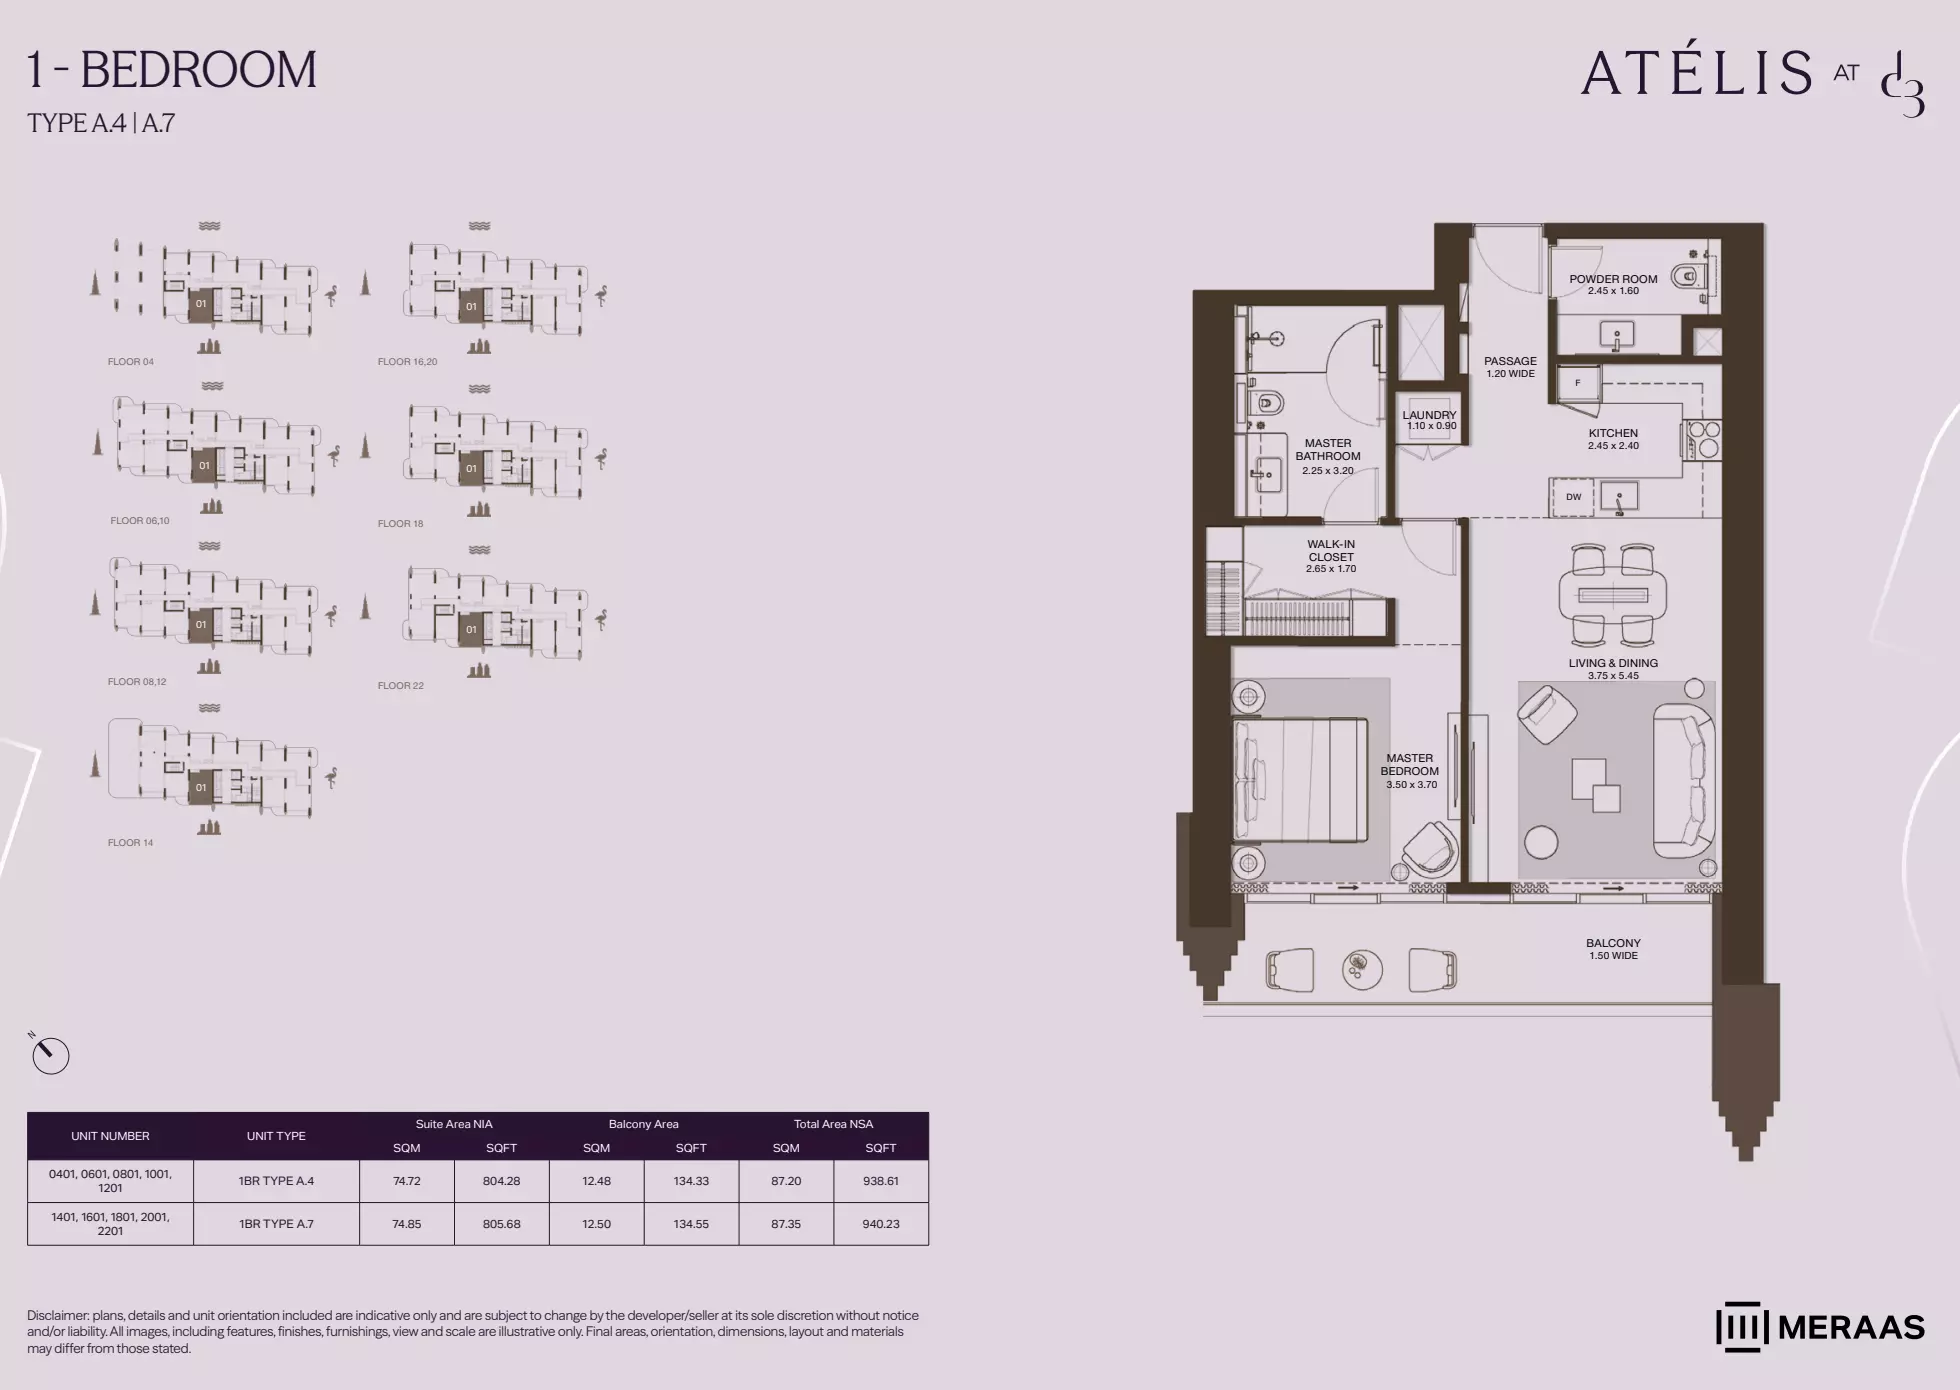 1 - BEDROOM
TYPE A.4 | A.7
ATÉLIS AT d3
01
FLOOR 04
01
FLOOR 16,20
01
FLOOR 06,10
01
FLOOR 18
01
FLOOR 08,12
01
FLOOR 22
01
FLOOR 14
POWDER ROOM
2.45 x 1.60
PASSAGE
1.20 WIDE
F
LAUNDRY
1.10 x 0.90
KITCHEN
2.45 x 2.40
MASTER
BATHROOM
2.25 x 3.20
DW
WALK-IN
CLOSET
2.65 x 1.70
LIVING & DINING
3.75 x 5.45
MASTER
BEDROOM
3.50 x 3.70
BALCONY
1.50 WIDE
N
UNIT NUMBER UNIT TYPE Suite Area NIA Balcony Area Total Area NSA
SQM SQFT SQM SQFT SQM SQFT
0401, 0601, 0801, 1001,
1201 1BR TYPE A.4 74.72 804.28 12.48 134.33 87.20 938.61
1401, 1601, 1801, 2001,
2201 1BR TYPE A.7 74.85 805.68 12.50 134.55 87.35 940.23
Disclaimer: plans, details and unit orientation included are indicative only and are subject to change by the developer/seller at its sole discretion without notice
and/or liability. All images, including features, finishes, furnishings, view and scale are illustrative only. Final areas, orientation, dimensions, layout and materials
may differ from those stated.
MERAAS